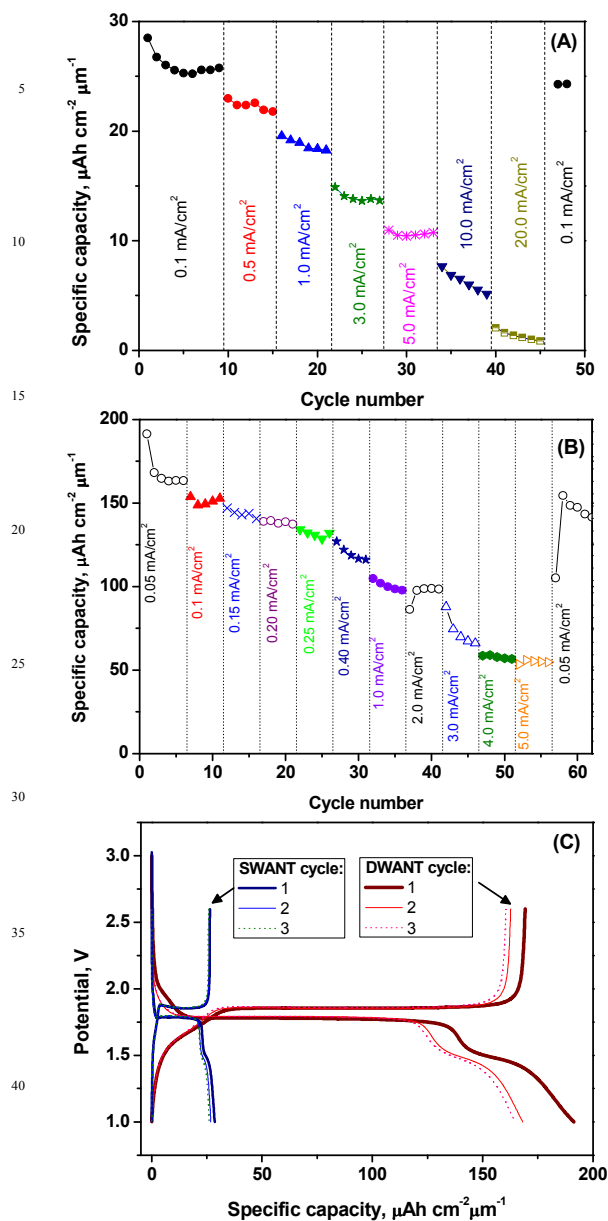 (A)
Specific capacity, µAh cm⁻² µm⁻¹
30
20
10
0
0.1 mA/cm²
0.5 mA/cm²
1.0 mA/cm²
3.0 mA/cm²
5.0 mA/cm²
10.0 mA/cm²
20.0 mA/cm²
0.1 mA/cm²
0 10 20 30 40 50
Cycle number
5
10
15
(B)
Specific capacity, µAh cm⁻² µm⁻¹
200
150
100
50
0
0.05 mA/cm²
0.1 mA/cm²
0.15 mA/cm²
0.20 mA/cm²
0.25 mA/cm²
0.40 mA/cm²
1.0 mA/cm²
2.0 mA/cm²
3.0 mA/cm²
4.0 mA/cm²
5.0 mA/cm²
0.05 mA/cm²
0 10 20 30 40 50 60
Cycle number
20
25
30
(C)
SWANT cycle:
1
2
3
DWANT cycle:
1
2
3
Potential, V
3.0
2.5
2.0
1.5
1.0
0 50 100 150 200
Specific capacity, µAh cm⁻²µm⁻¹
35
40